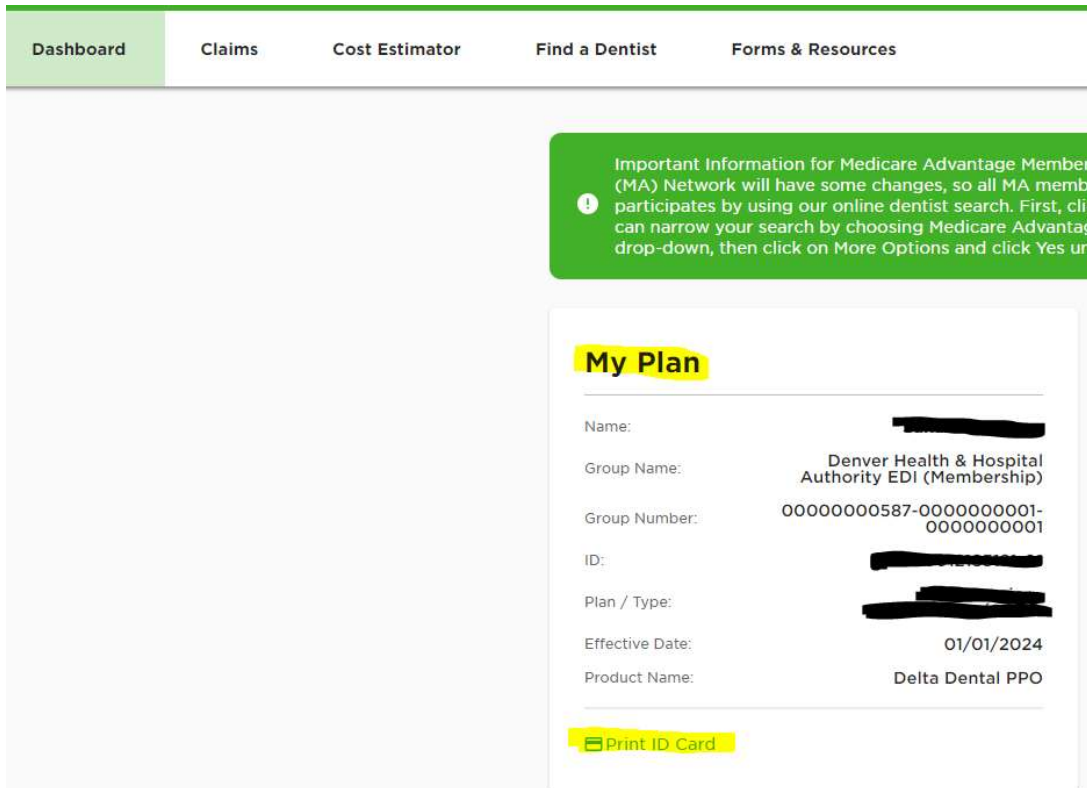 Dashboard Claims Cost Estimator Find a Dentist Forms & Resources
Important Information for Medicare Advantage Member
(MA) Network will have some changes, so all MA memb
participates by using our online dentist search. First, cli
can narrow your search by choosing Medicare Advantag
drop-down, then click on More Options and click Yes un
My Plan
Name:
Group Name: Denver Health & Hospital
Authority EDI (Membership)
Group Number: 00000000587-0000000001-
0000000001
ID:
Plan / Type:
Effective Date: 01/01/2024
Product Name: Delta Dental PPO
Print ID Card